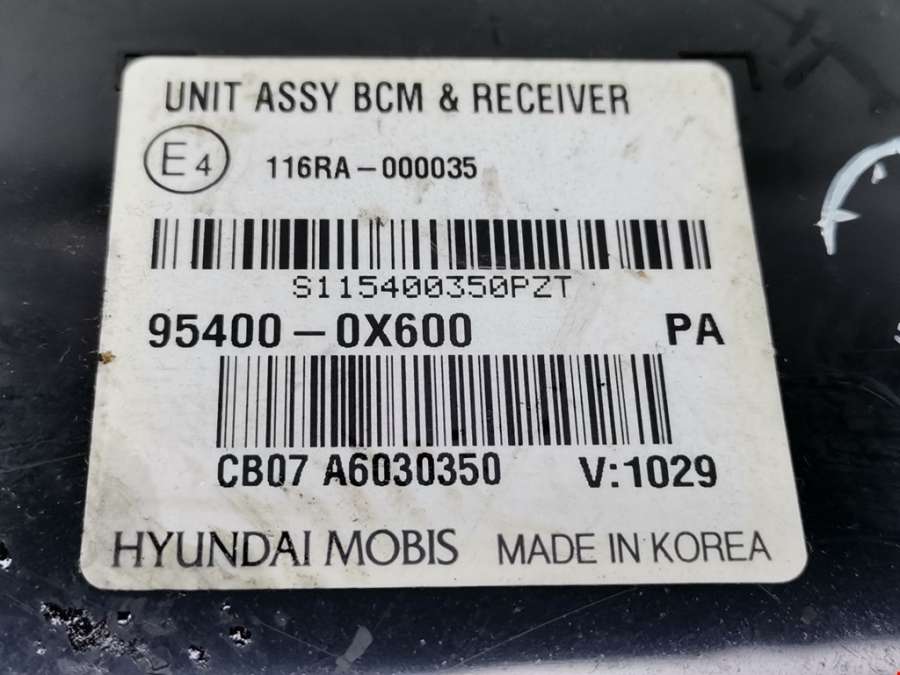 UNIT ASSY BCM & RECEIVER
E4 116RA-000035
S115400350PZT
95400-0X600 PA
CB07 A6030350 V:1029
HYUNDAI MOBIS MADE IN KOREA